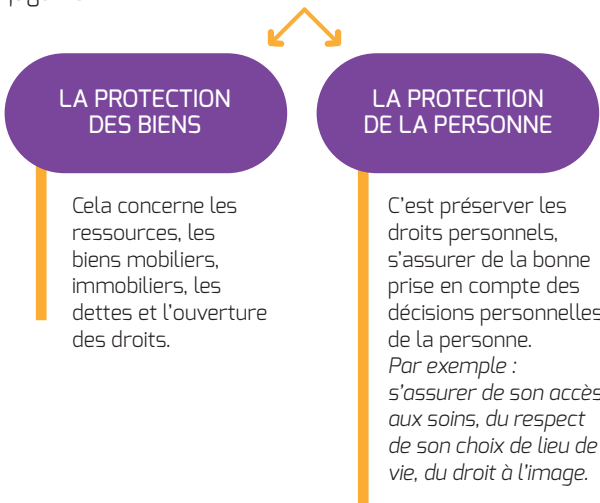 LA PROTECTION
DES BIENS
Cela concerne les
ressources, les
biens mobiliers,
immobiliers, les
dettes et l'ouverture
des droits.
LA PROTECTION
DE LA PERSONNE
C'est préserver les
droits personnels,
s'assurer de la bonne
prise en compte des
décisions personnelles
de la personne.
Par exemple :
s'assurer de son accès
aux soins, du respect
de son choix de lieu de
vie, du droit à l'image.